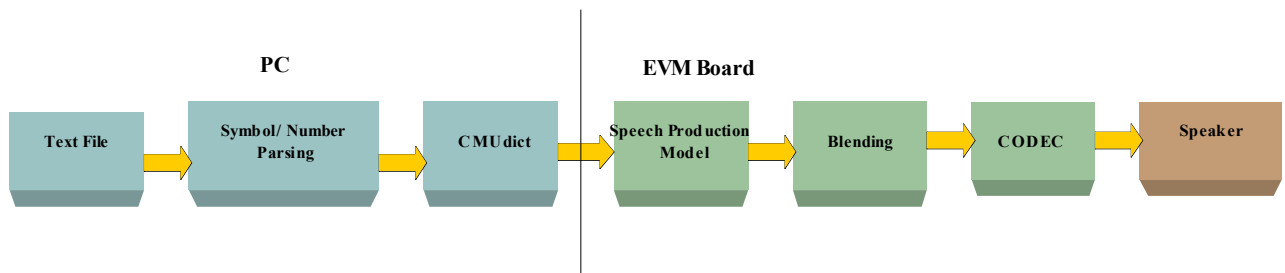 PC
EVM Board
Text File
Symbol/ Number
Parsing
CMUdict
Speech Production
Model
Blending
CODEC
Speaker